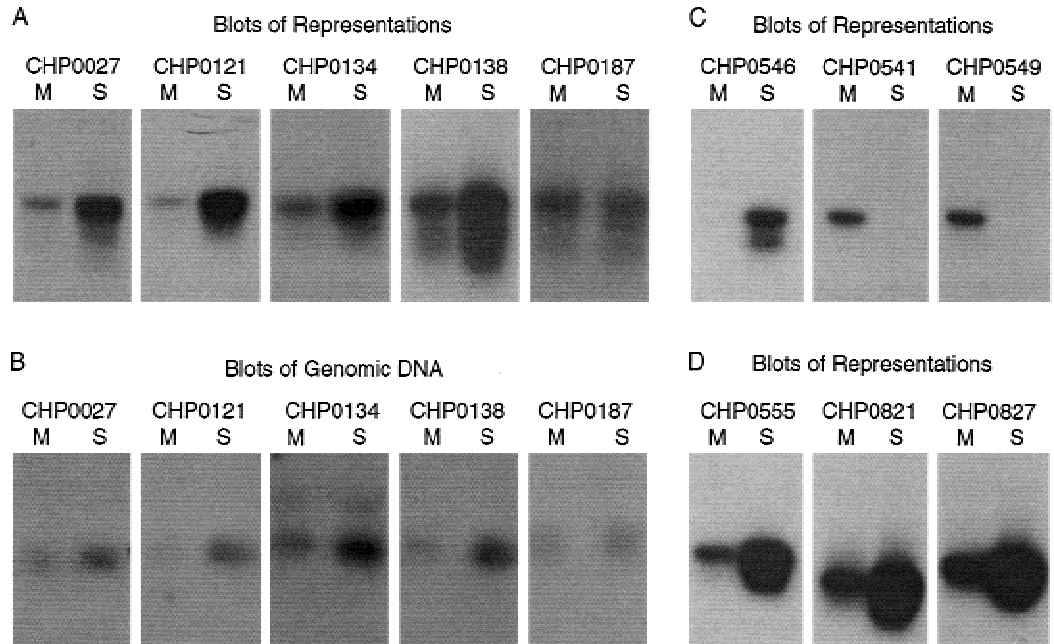 A
Blots of Representations
CHP0027 CHP0121 CHP0134 CHP0138 CHP0187
M S M S M S M S M S
C
Blots of Representations
CHP0546 CHP0541 CHP0549
M S M S M S
B
Blots of Genomic DNA
CHP0027 CHP0121 CHP0134 CHP0138 CHP0187
M S M S M S M S M S
D
Blots of Representations
CHP0555 CHP0821 CHP0827
M S M S M S